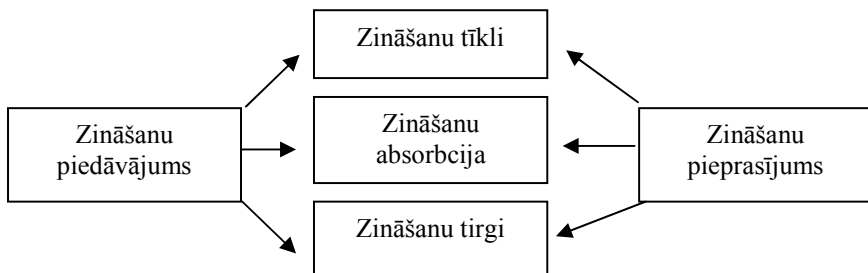 Zināšanu tīkli
Zināšanu
piedāvājums
Zināšanu
absorbcija
Zināšanu
pieprasījums
Zināšanu tirgi